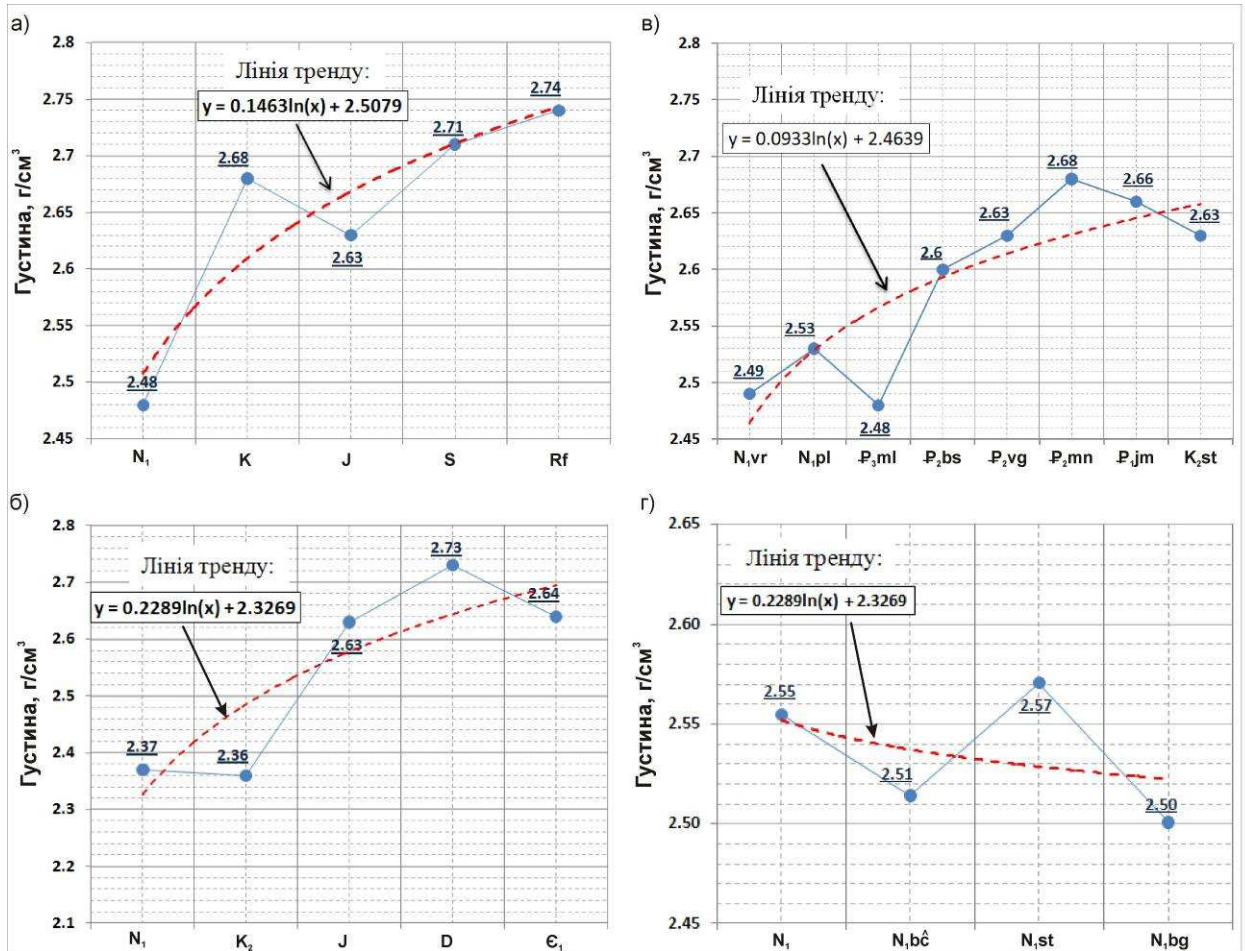 а)
Густина, г/см³
2.8
2.75
2.7
2.65
2.6
2.55
2.5
2.45
Лінія тренду:
y = 0.1463ln(x) + 2.5079
2.48
2.68
2.63
2.71
2.74
N₁ K J S Rf
в)
Густина, г/см³
2.8
2.75
2.7
2.65
2.6
2.55
2.5
2.45
Лінія тренду:
y = 0.0933ln(x) + 2.4639
2.49
2.53
2.48
2.6
2.63
2.68
2.66
2.63
N₁vr N₁pl Ꝑ₃ml Ꝑ₂bs Ꝑ₂vg Ꝑ₂mn Ꝑ₁jm K₂st
б)
Густина, г/см³
2.8
2.7
2.6
2.5
2.4
2.3
2.2
2.1
Лінія тренду:
y = 0.2289ln(x) + 2.3269
2.37
2.36
2.63
2.73
2.64
N₁ K₂ J D Є₁
г)
Густина, г/см³
2.65
2.60
2.55
2.50
2.45
Лінія тренду:
y = 0.2289ln(x) + 2.3269
2.55
2.51
2.57
2.50
N₁ N₁bĉ N₁st N₁bg